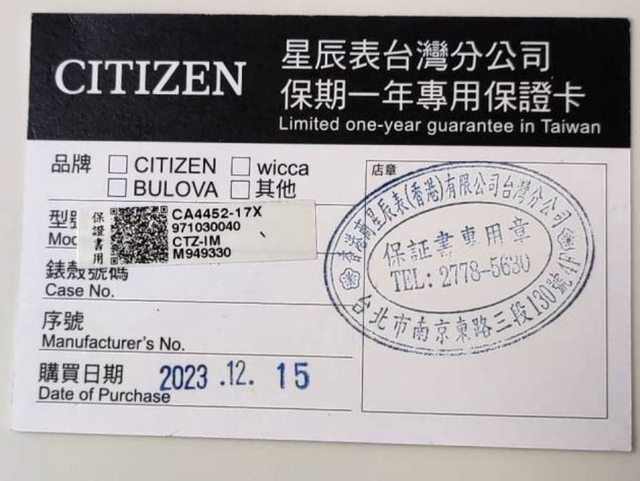 CITIZEN
星辰表台灣分公司
保期一年專用保證卡
Limited one-year guarantee in Taiwan
品牌 □ CITIZEN □ wicca
□ BULOVA □ 其他
型號
保證書用
CA4452-17X
971030040
CTZ-IM
M949330
錶殼號碼
Case No.
序號
Manufacturer's No.
購買日期 2023 .12. 15
Date of Purchase
店章
香港商星辰表(香港)有限公司台灣分公司
保証書專用章
TEL: 2778-5630
台北市南京東路三段130號4F